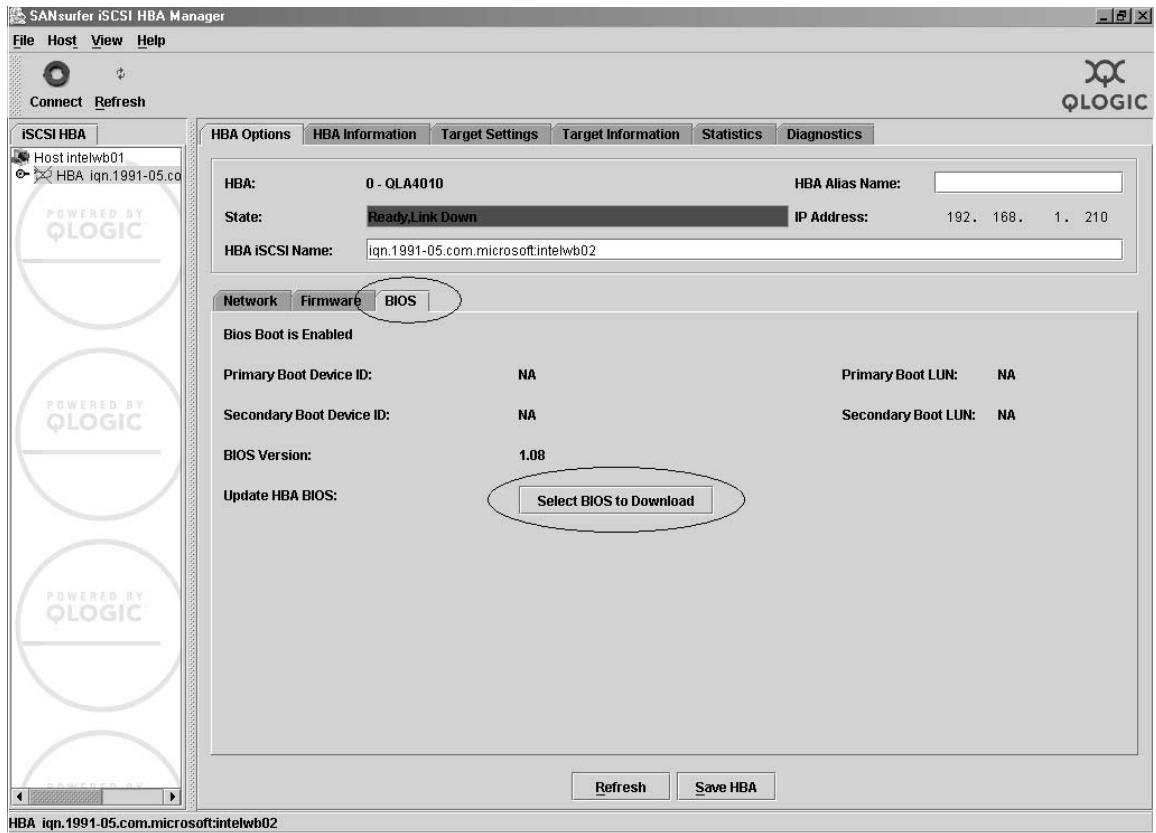 SANsurfer iSCSI HBA Manager
File Host View Help
Connect Refresh
QLOGIC
iSCSI HBA
Host intelwb01
HBA iqn.1991-05.co
POWERED BY
QLOGIC
POWERED BY
QLOGIC
POWERED BY
QLOGIC
HBA Options HBA Information Target Settings Target Information Statistics Diagnostics
HBA: 0 - QLA4010 HBA Alias Name:
State: Ready,Link Down IP Address: 192. 168. 1. 210
HBA iSCSI Name: iqn.1991-05.com.microsoft:intelwb02
Network Firmware BIOS
Bios Boot is Enabled
Primary Boot Device ID: NA Primary Boot LUN: NA
Secondary Boot Device ID: NA Secondary Boot LUN: NA
BIOS Version: 1.08
Update HBA BIOS: Select BIOS to Download
Refresh Save HBA
HBA iqn.1991-05.com.microsoft:intelwb02